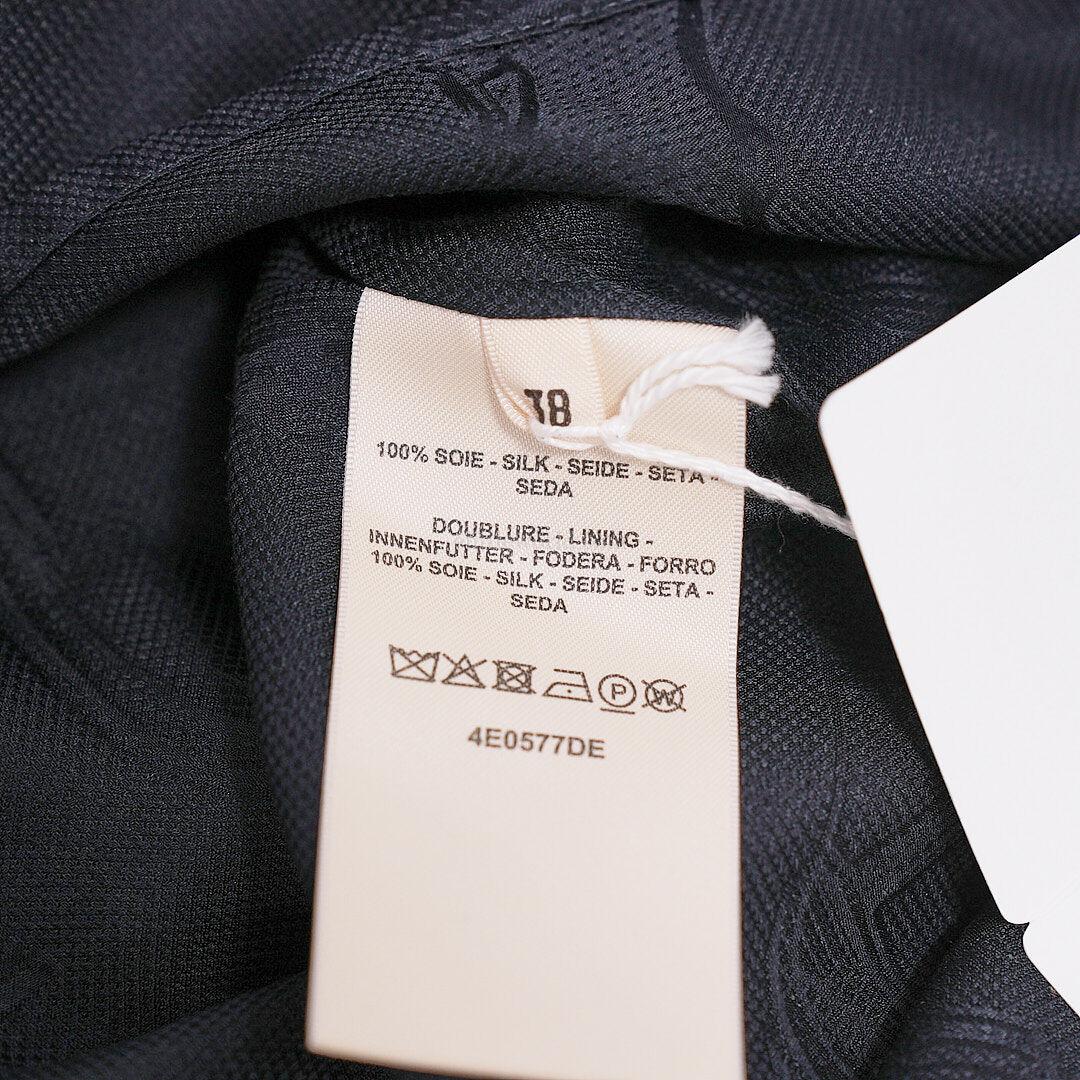 38
100% SOIE - SILK - SEIDE - SETA -
SEDA
DOUBLURE - LINING -
INNENFUTTER - FODERA - FORRO
100% SOIE - SILK - SEIDE - SETA -
SEDA
P
W
4E0577DE